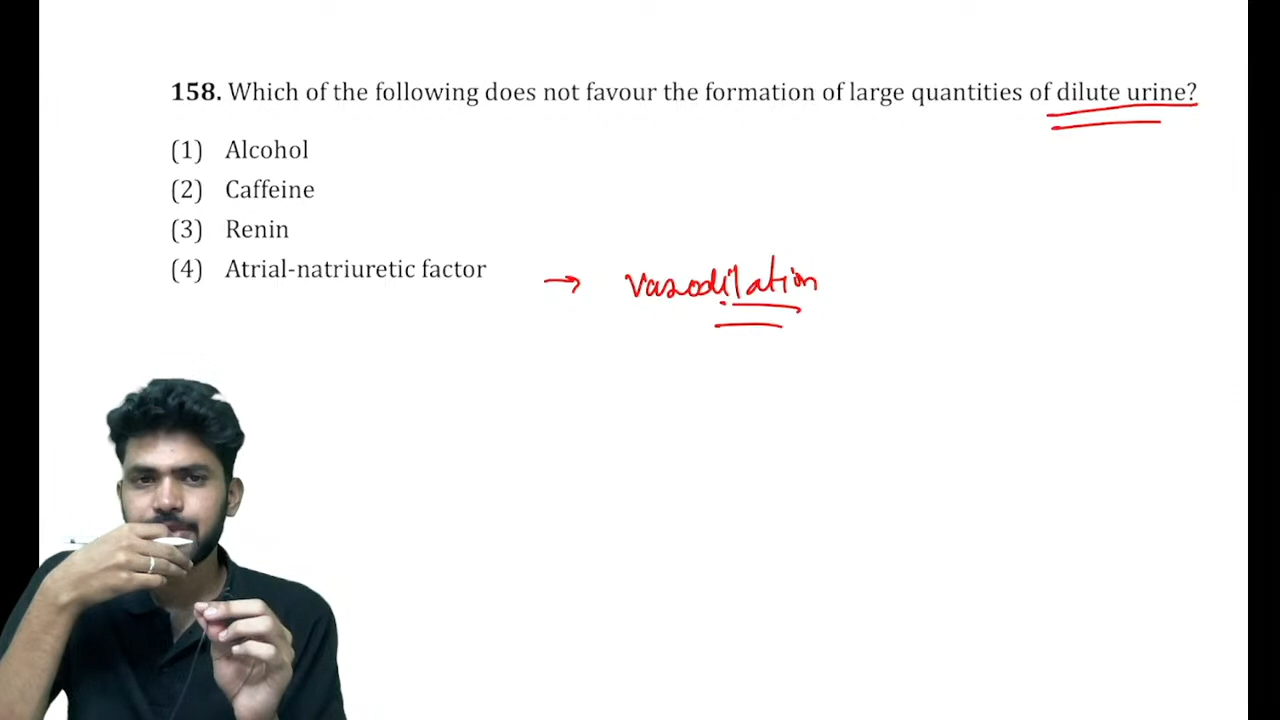 158. Which of the following does not favour the formation of large quantities of dilute urine?
(1) Alcohol
(2) Caffeine
(3) Renin
(4) Atrial-natriuretic factor → vasodilation